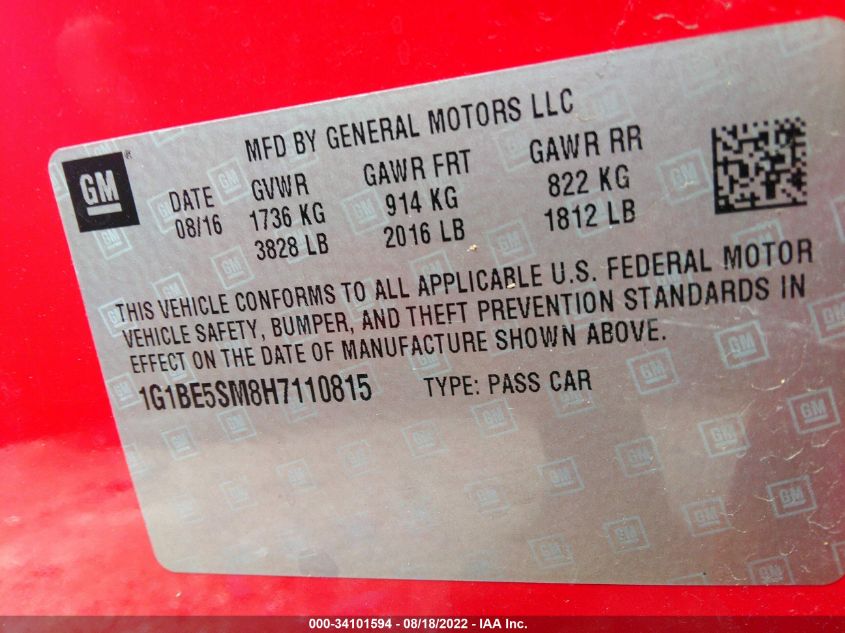 MFD BY GENERAL MOTORS LLC
GM
DATE GVWR GAWR FRT GAWR RR
08/16 1736 KG 914 KG 822 KG
3828 LB 2016 LB 1812 LB
THIS VEHICLE CONFORMS TO ALL APPLICABLE U.S. FEDERAL MOTOR
VEHICLE SAFETY, BUMPER, AND THEFT PREVENTION STANDARDS IN
EFFECT ON THE DATE OF MANUFACTURE SHOWN ABOVE.
1G1BE5SM8H7110815 TYPE: PASS CAR
000-34101594 - 08/18/2022 - IAA Inc.